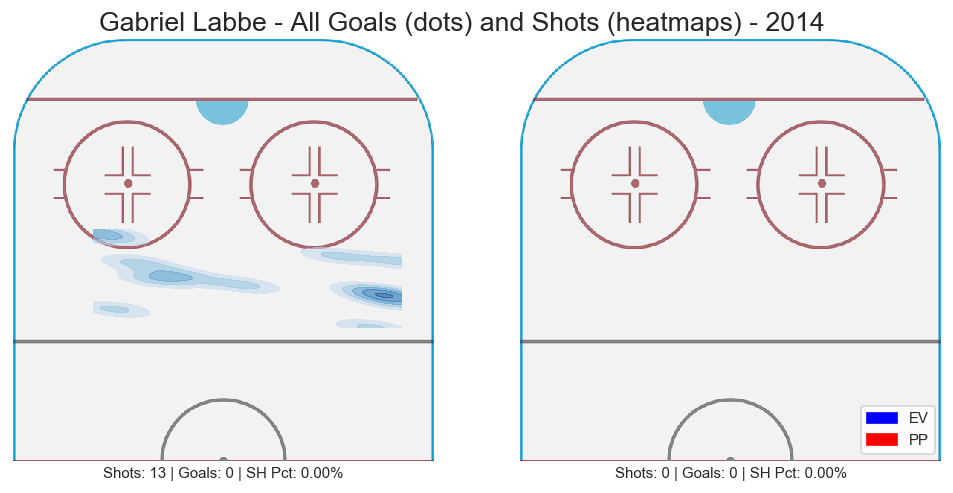 Gabriel Labbe - All Goals (dots) and Shots (heatmaps) - 2014
EV
PP
Shots: 13 | Goals: 0 | SH Pct: 0.00%
Shots: 0 | Goals: 0 | SH Pct: 0.00%